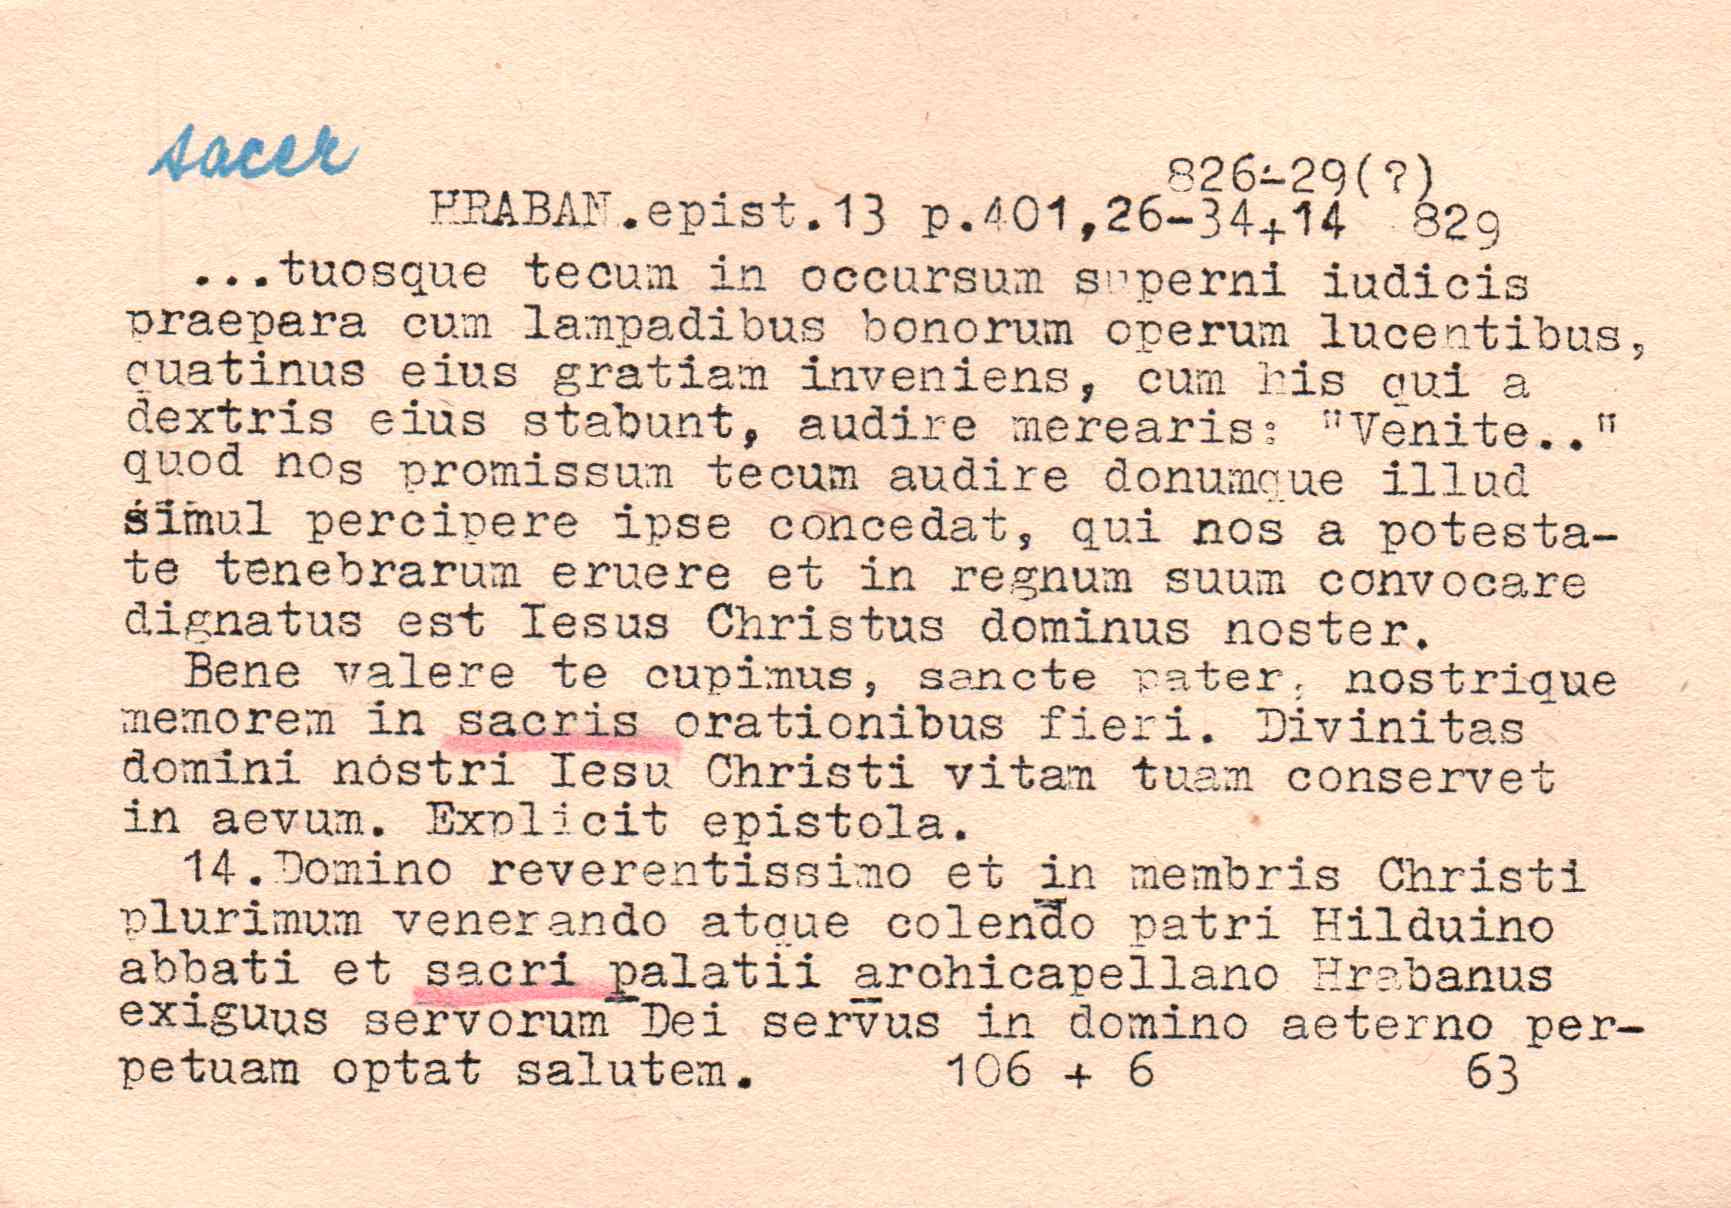 sacer
826-29(?)
HRABAN.epist.13 p.401,26-34+14 829
...tuosque tecum in occursum superni iudicis
praepara cum lampadibus bonorum operum lucentibus,
quatinus eius gratiam inveniens, cum his qui a
dextris eius stabunt, audire merearis: "Venite.."
quod nos promissum tecum audire donumque illud
simul percipere ipse concedat, qui nos a potesta-
te tenebrarum eruere et in regnum suum convocare
dignatus est Iesus Christus dominus noster.
Bene valere te cupimus, sancte pater, nostrique
memorem in sacris orationibus fieri. Divinitas
domini nostri Iesu Christi vitam tuam conservet
in aevum. Explicit epistola.
14.Domino reverentissimo et in membris Christi
plurimum venerando atque colendo patri Hilduino
abbati et sacri palatii archicapellano Hrabanus
exiguus servorum Dei servus in domino aeterno per-
petuam optat salutem. 106 + 6 63